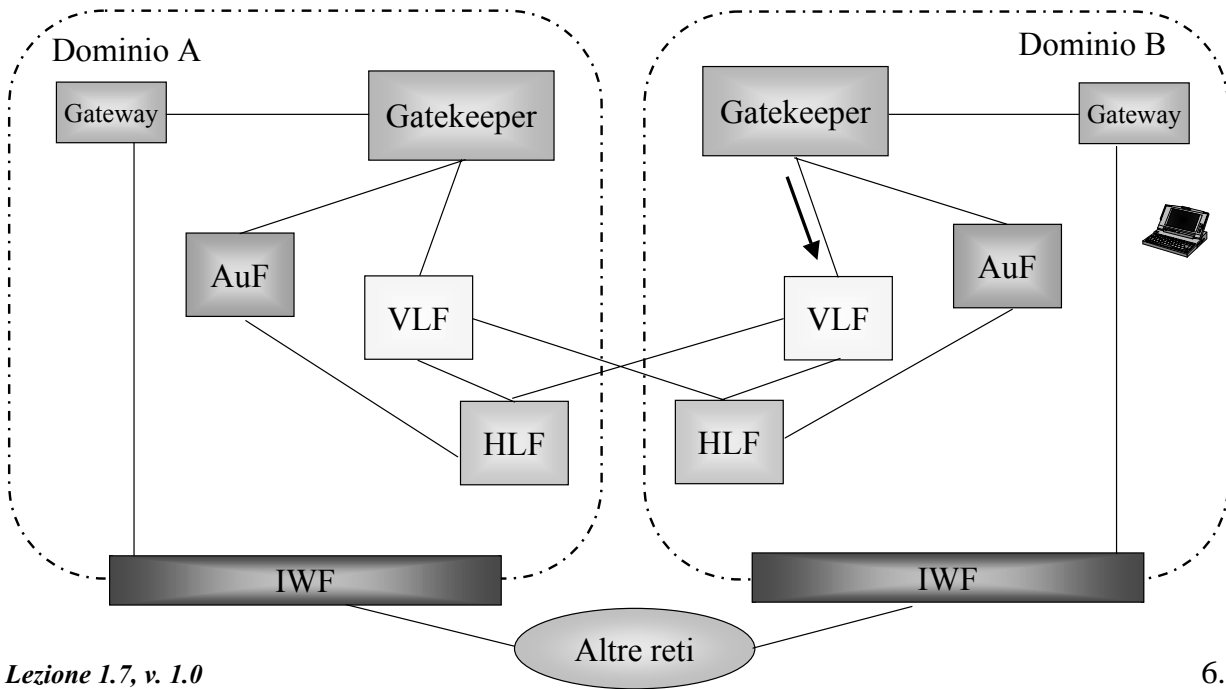 Dominio A
Gateway
Gatekeeper
AuF
VLF
HLF
IWF
Dominio B
Gatekeeper
Gateway
VLF
AuF
HLF
IWF
Altre reti
Lezione 1.7, v. 1.0
6.